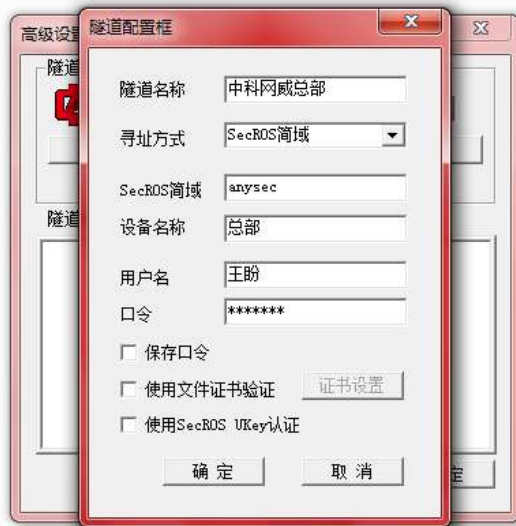 高级设
隧道配置框
隧道
隧道名称 中科网威总部
寻址方式 SecROS简域
SecROS简域 anysec
设备名称 总部
隧道
用户名 王盼
口令 *******
保存口令
使用文件证书验证 证书设置
使用SecROS UKey认证
确定 取消
定